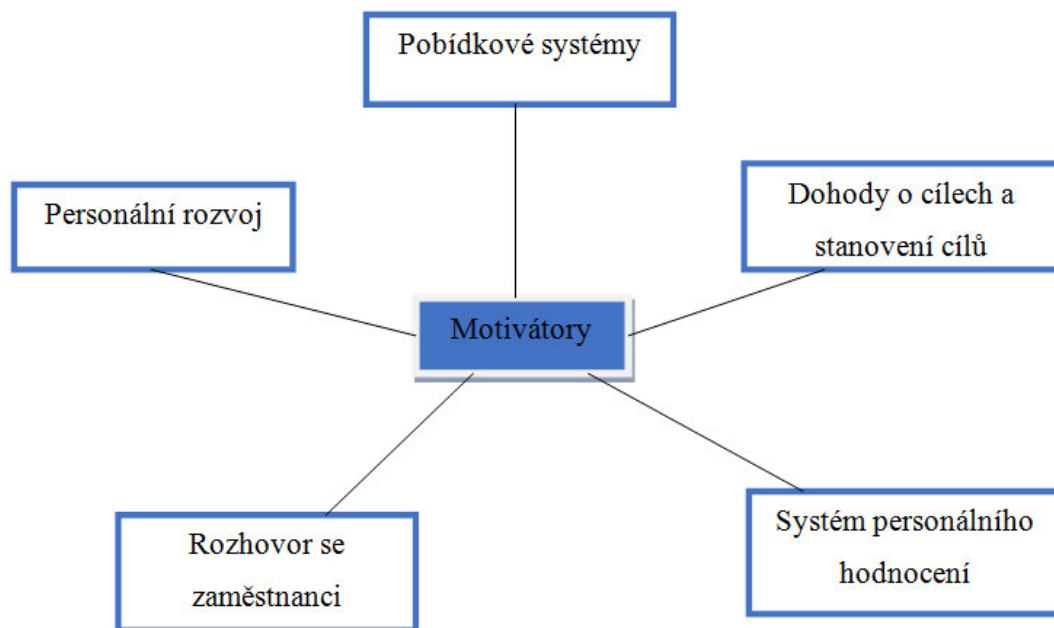 Pobídkové systémy
Personální rozvoj
Dohody o cílech a
stanovení cílů
Motivátory
Rozhovor se
zaměstnanci
Systém personálního
hodnocení